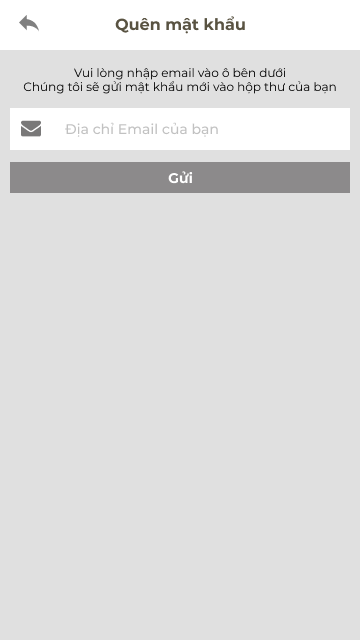 Quên mật khẩu
Vui lòng nhập email vào ô bên dưới
Chúng tôi sẽ gửi mật khẩu mới vào hộp thư của bạn
Địa chỉ Email của bạn
Gửi